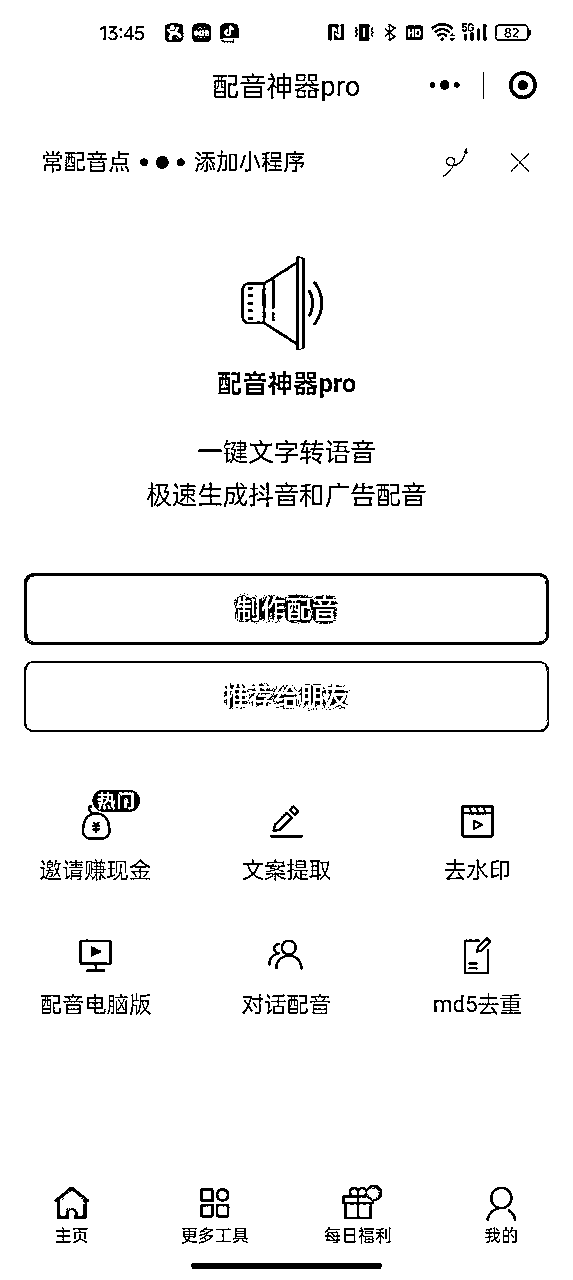 13:45 HD 5G 82
配音神器pro
常配音点•••添加小程序
配音神器pro
一键文字转语音
极速生成抖音和广告配音
制作配音
推荐给朋友
热门
邀请赚现金 文案提取 去水印
配音电脑版 对话配音 md5去重
主页 更多工具 每日福利 我的